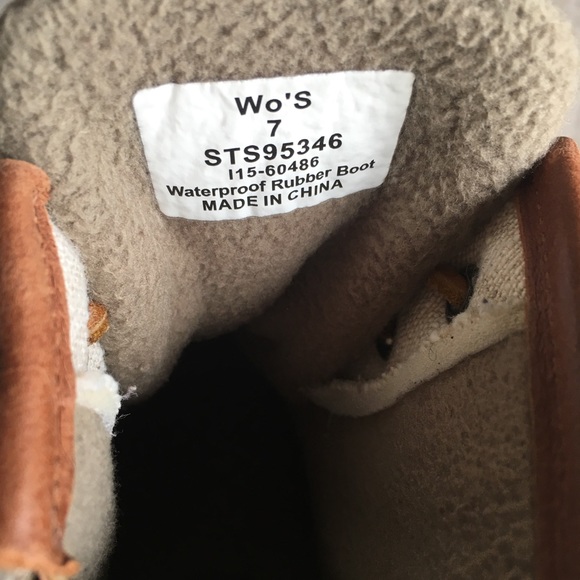 Wo'S
7
STS95346
I15-60486
Waterproof Rubber Boot
MADE IN CHINA